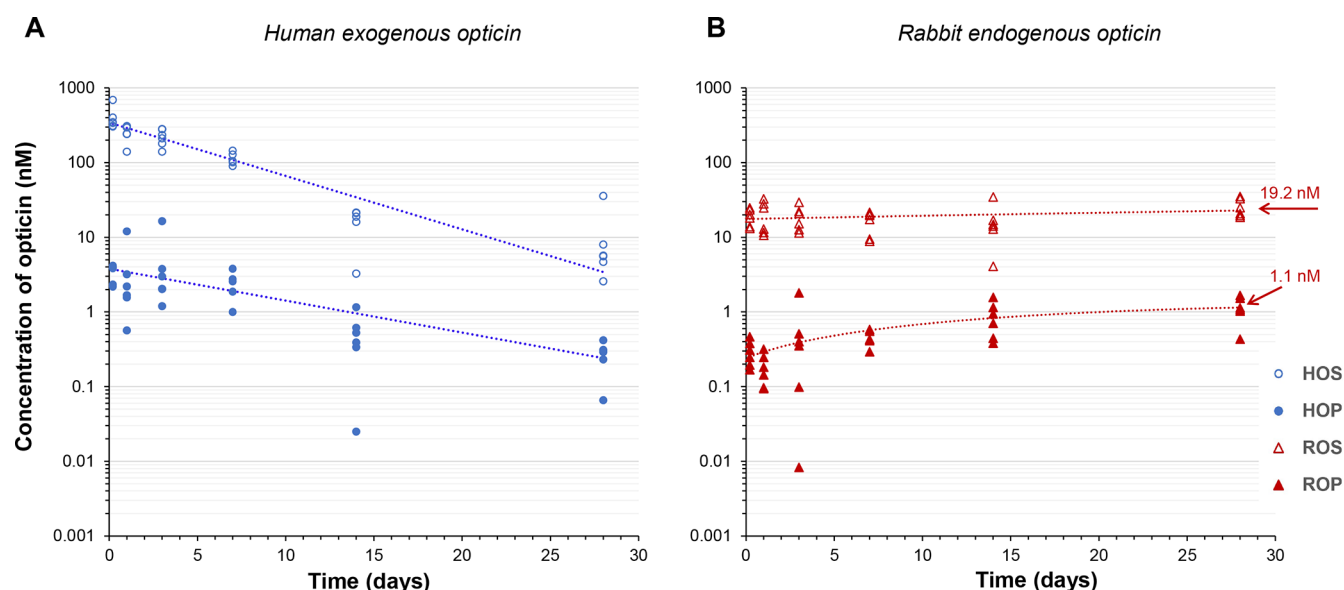 A
Human exogenous opticin
Concentration of opticin (nM)
1000
100
10
1
0.1
0.01
0.001
0 5 10 15 20 25 30
Time (days)
B
Rabbit endogenous opticin
1000
100
10
1
0.1
0.01
0.001
19.2 nM
1.1 nM
0 5 10 15 20 25 30
Time (days)
HOS
HOP
ROS
ROP